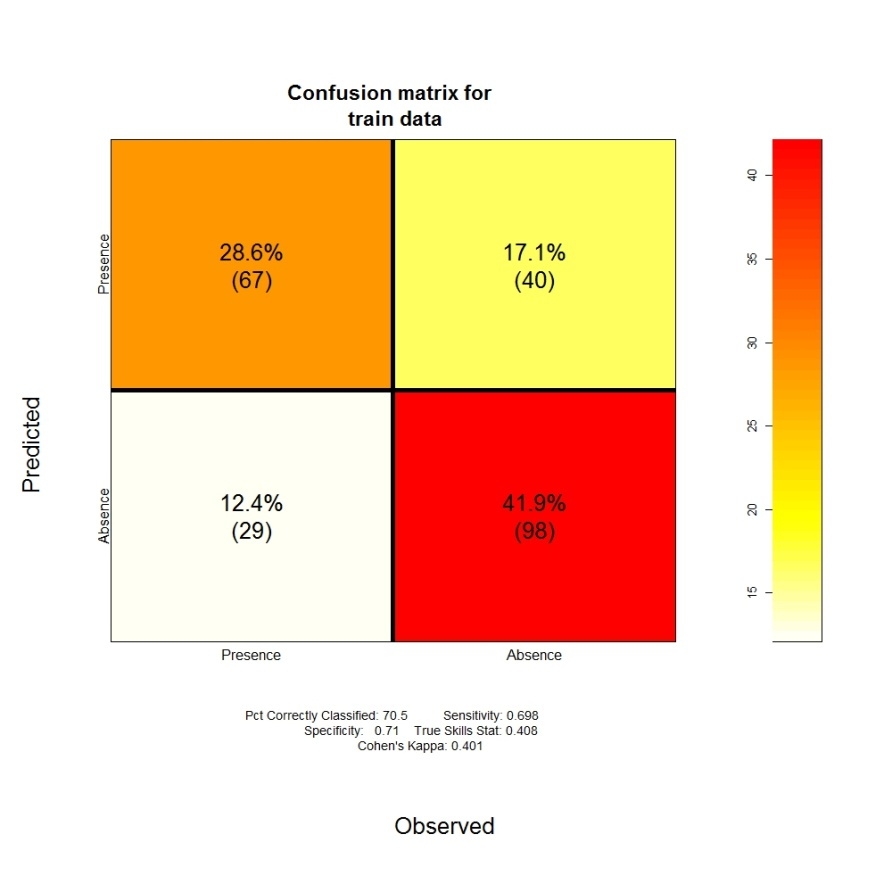 Confusion matrix for
train data
Presence
28.6%
(67)
17.1%
(40)
Predicted
Absence
12.4%
(29)
41.9%
(98)
Presence
Absence
40
35
30
25
20
15
Pct Correctly Classified: 70.5 Sensitivity: 0.698
Specificity: 0.71 True Skills Stat: 0.408
Cohen's Kappa: 0.401
Observed